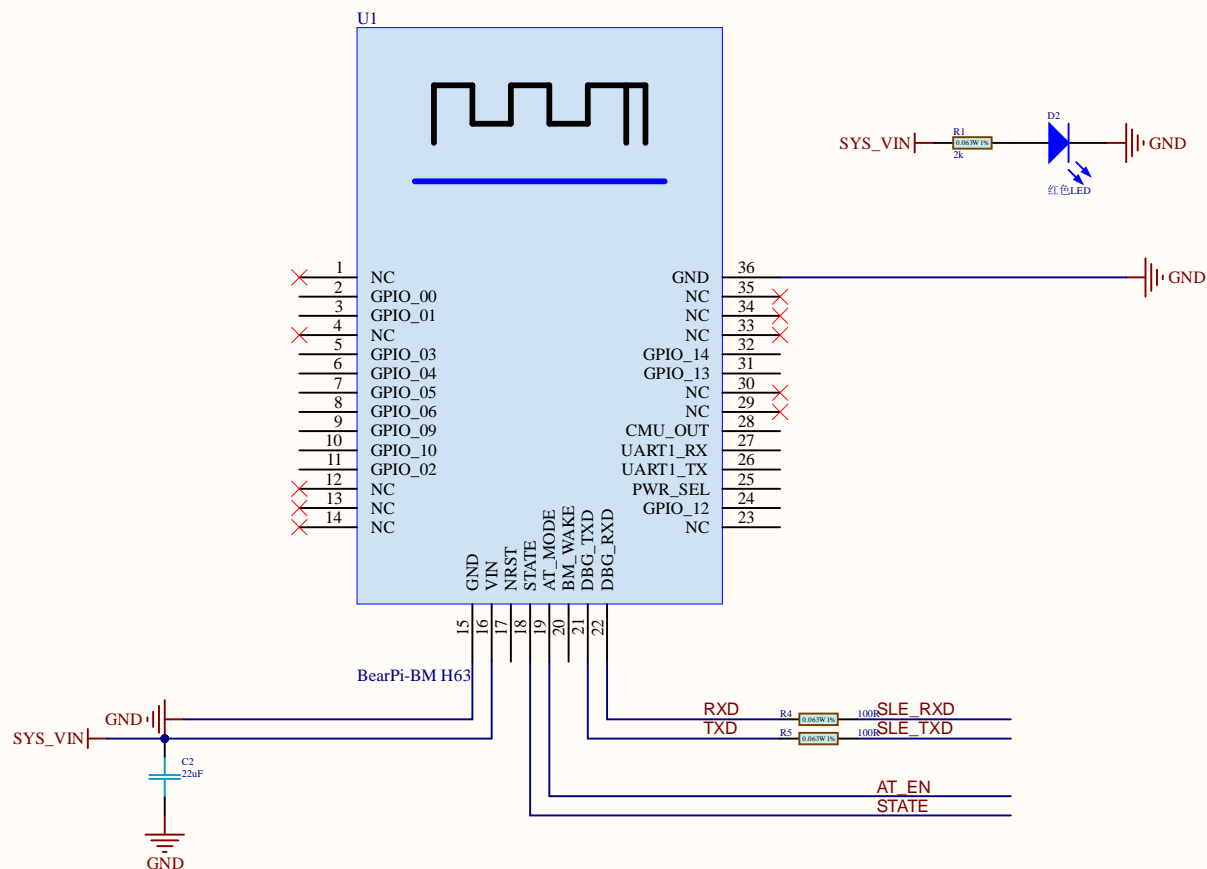 U1
SYS_VIN
R1
0.063W 1%
2k
D2
红色LED
GND
1 NC
2 GPIO_00
3 GPIO_01
4 NC
5 GPIO_03
6 GPIO_04
7 GPIO_05
8 GPIO_06
9 GPIO_09
10 GPIO_10
11 GPIO_02
12 NC
13 NC
14 NC
GND 36
GND
NC 35
NC 34
NC 33
GPIO_14 32
GPIO_13 31
NC 30
NC 29
CMU_OUT 28
UART1_RX 27
UART1_TX 26
PWR_SEL 25
GPIO_12 24
NC 23
15 GND
16 VIN
17 NRST
18 STATE
19 AT_MODE
20 BM_WAKE
21 DBG_TXD
22 DBG_RXD
BearPi-BM H63
GND
SYS_VIN
C2
22uF
GND
RXD R4 0.063W 1% 100R SLE_RXD
TXD R5 0.063W 1% 100R SLE_TXD
AT_EN
STATE